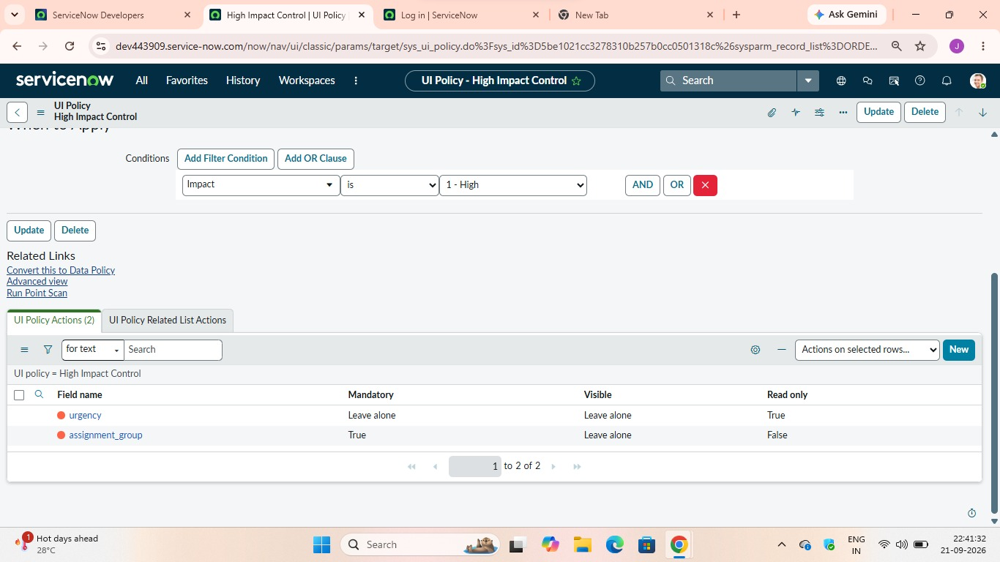 ServiceNow Developers
High Impact Control | UI Policy
Log in | ServiceNow
New Tab
Ask Gemini
dev443909.service-now.com/now/nav/ui/classic/params/target/sys_ui_policy.do%3Fsys_id%3D5be1021cc3278310b257b0cc0501318c%26sysparm_record_list%3DORDE...
J
servicenow
All
Favorites
History
Workspaces
UI Policy - High Impact Control
Search
UI Policy
High Impact Control
Update
Delete
When to Apply
Conditions
Add Filter Condition
Add OR Clause
Impact
is
1 - High
AND
OR
Update
Delete
Related Links
Convert this to Data Policy
Advanced view
Run Point Scan
UI Policy Actions (2)
UI Policy Related List Actions
for text
Search
Actions on selected rows...
New
UI policy = High Impact Control
Field name Mandatory Visible Read only
urgency Leave alone Leave alone True
assignment_group True Leave alone False
1 to 2 of 2
1
Hot days ahead
28°C
Search
ENG
IN
22:41:32
21-09-2026